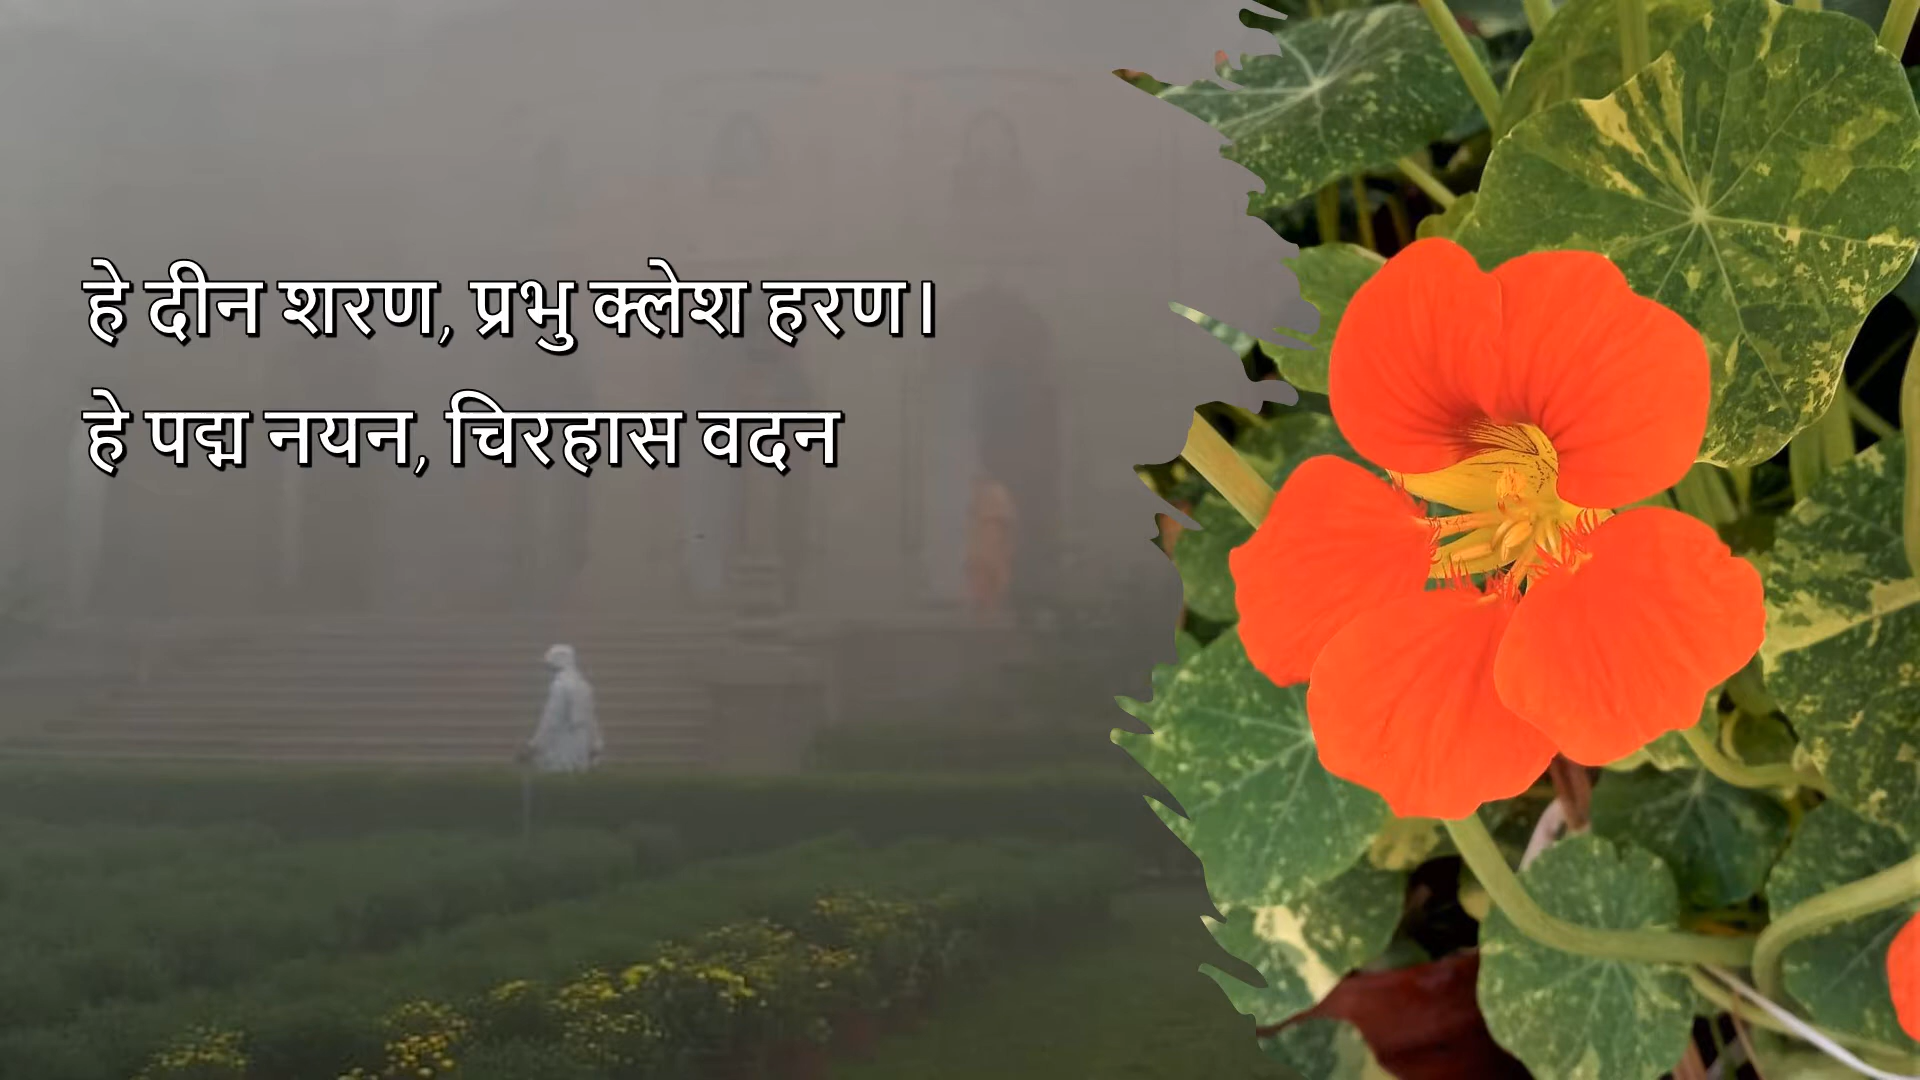 हे दीन शरण, प्रभु क्लेश हरण।
हे पद्म नयन, चिरहास वदन